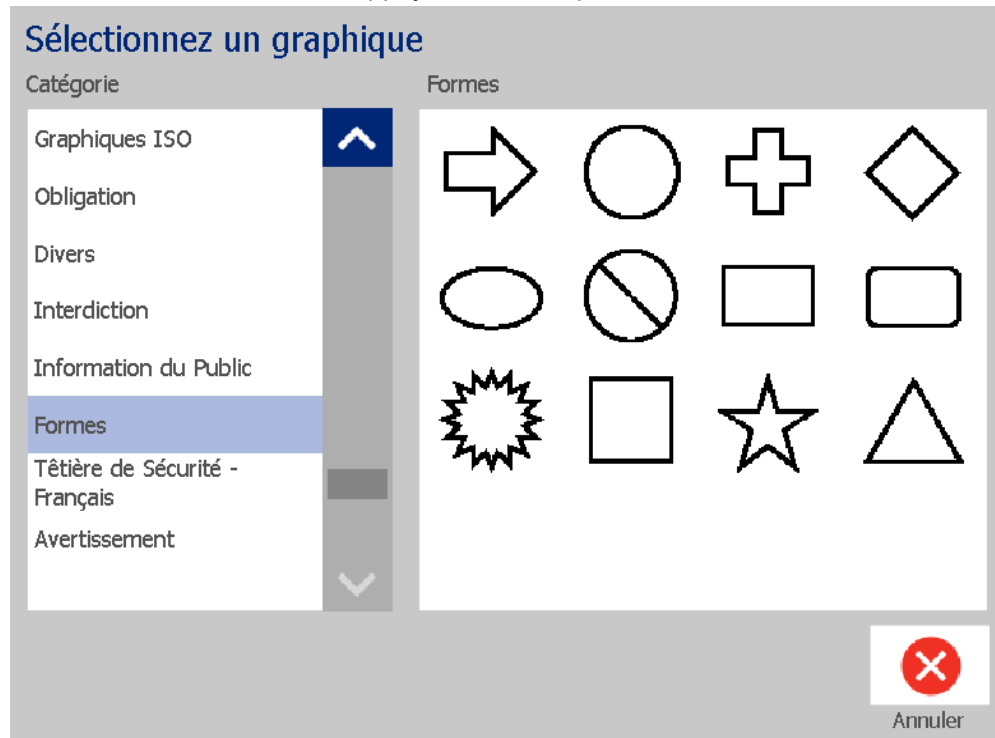 Sélectionnez un graphique
Catégorie
Formes
Graphiques ISO
Obligation
Divers
Interdiction
Information du Public
Formes
Têtière de Sécurité -
Français
Avertissement
Annuler